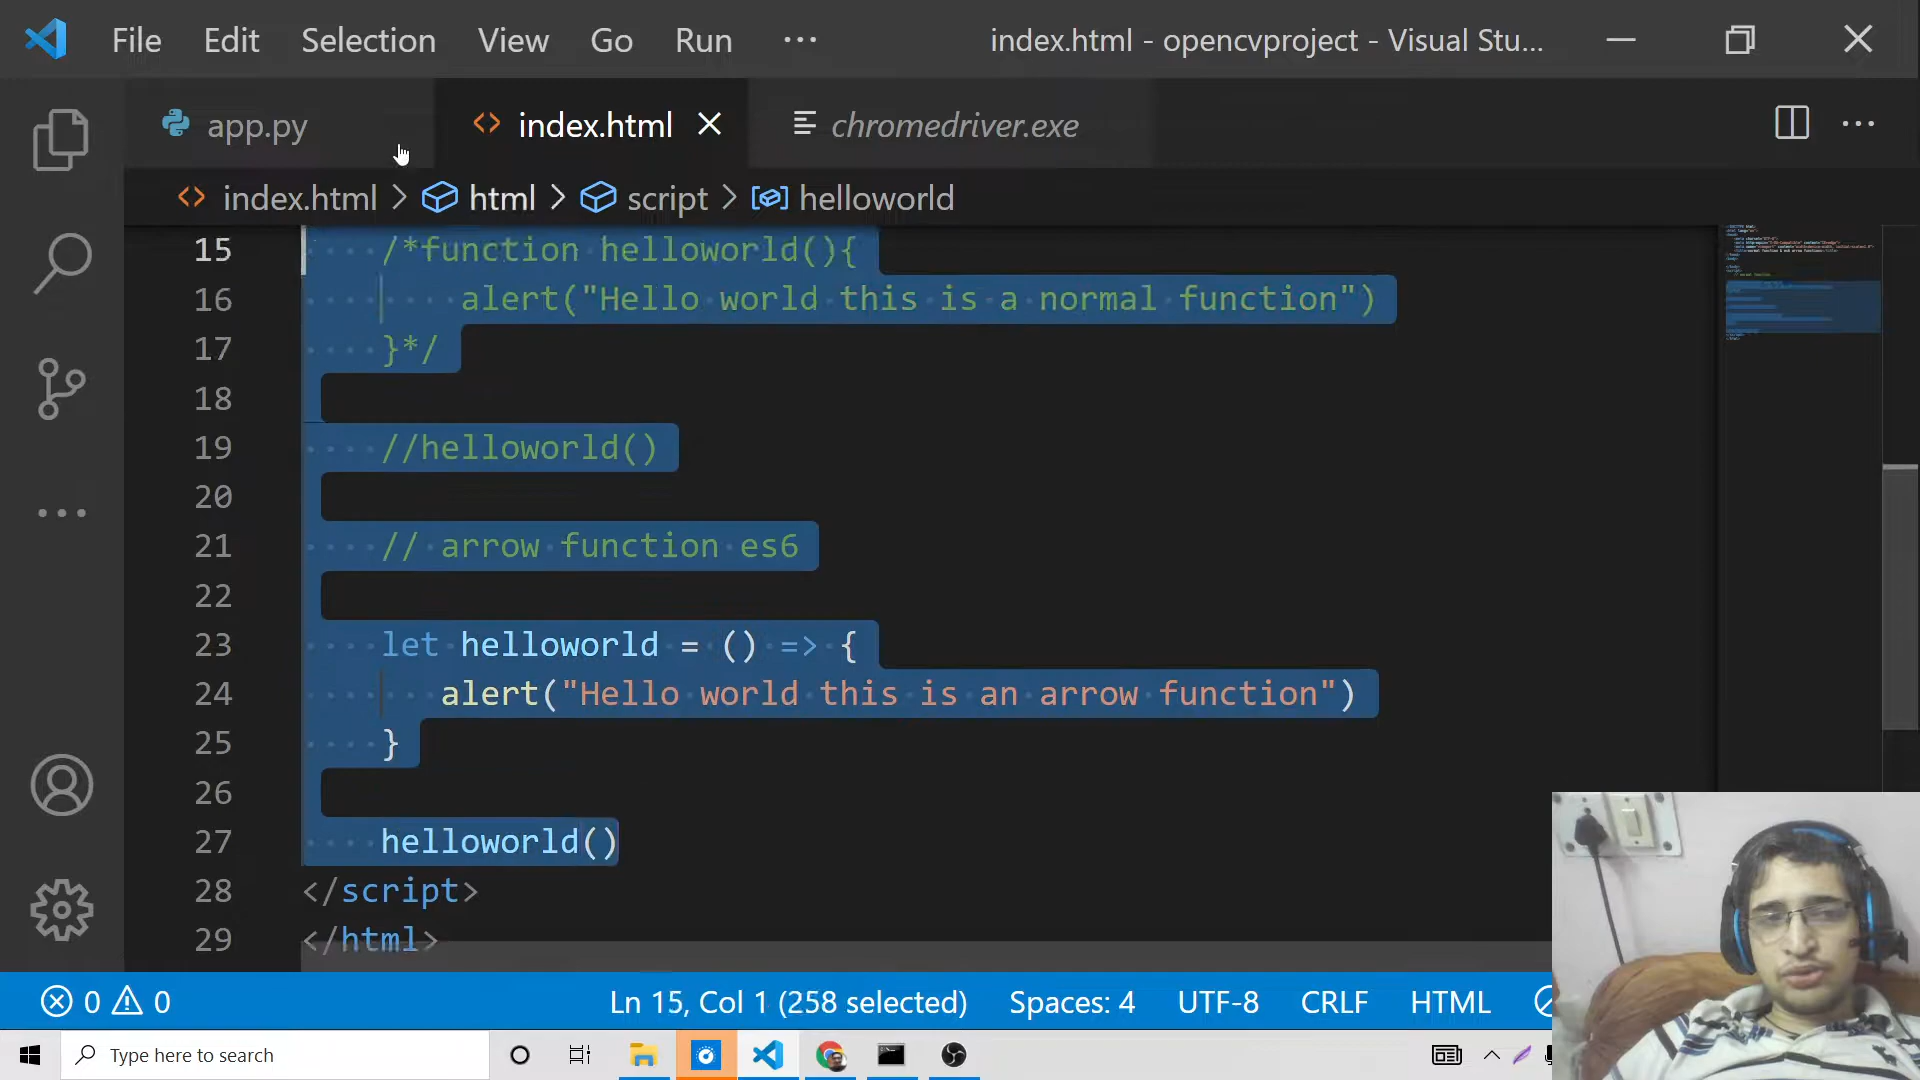 File Edit Selection View Go Run ··· index.html - opencvproject - Visual Stu...
app.py index.html chromedriver.exe
index.html > html > script > helloworld
15 /*function helloworld(){
16 alert("Hello world this is a normal function")
17 }*/
18
19 //helloworld()
20
21 // arrow function es6
22
23 let helloworld = () => {
24 alert("Hello world this is an arrow function")
25 }
26
27 helloworld()
28 </script>
29 </html>
0 0 Ln 15, Col 1 (258 selected) Spaces: 4 UTF-8 CRLF HTML
Type here to search